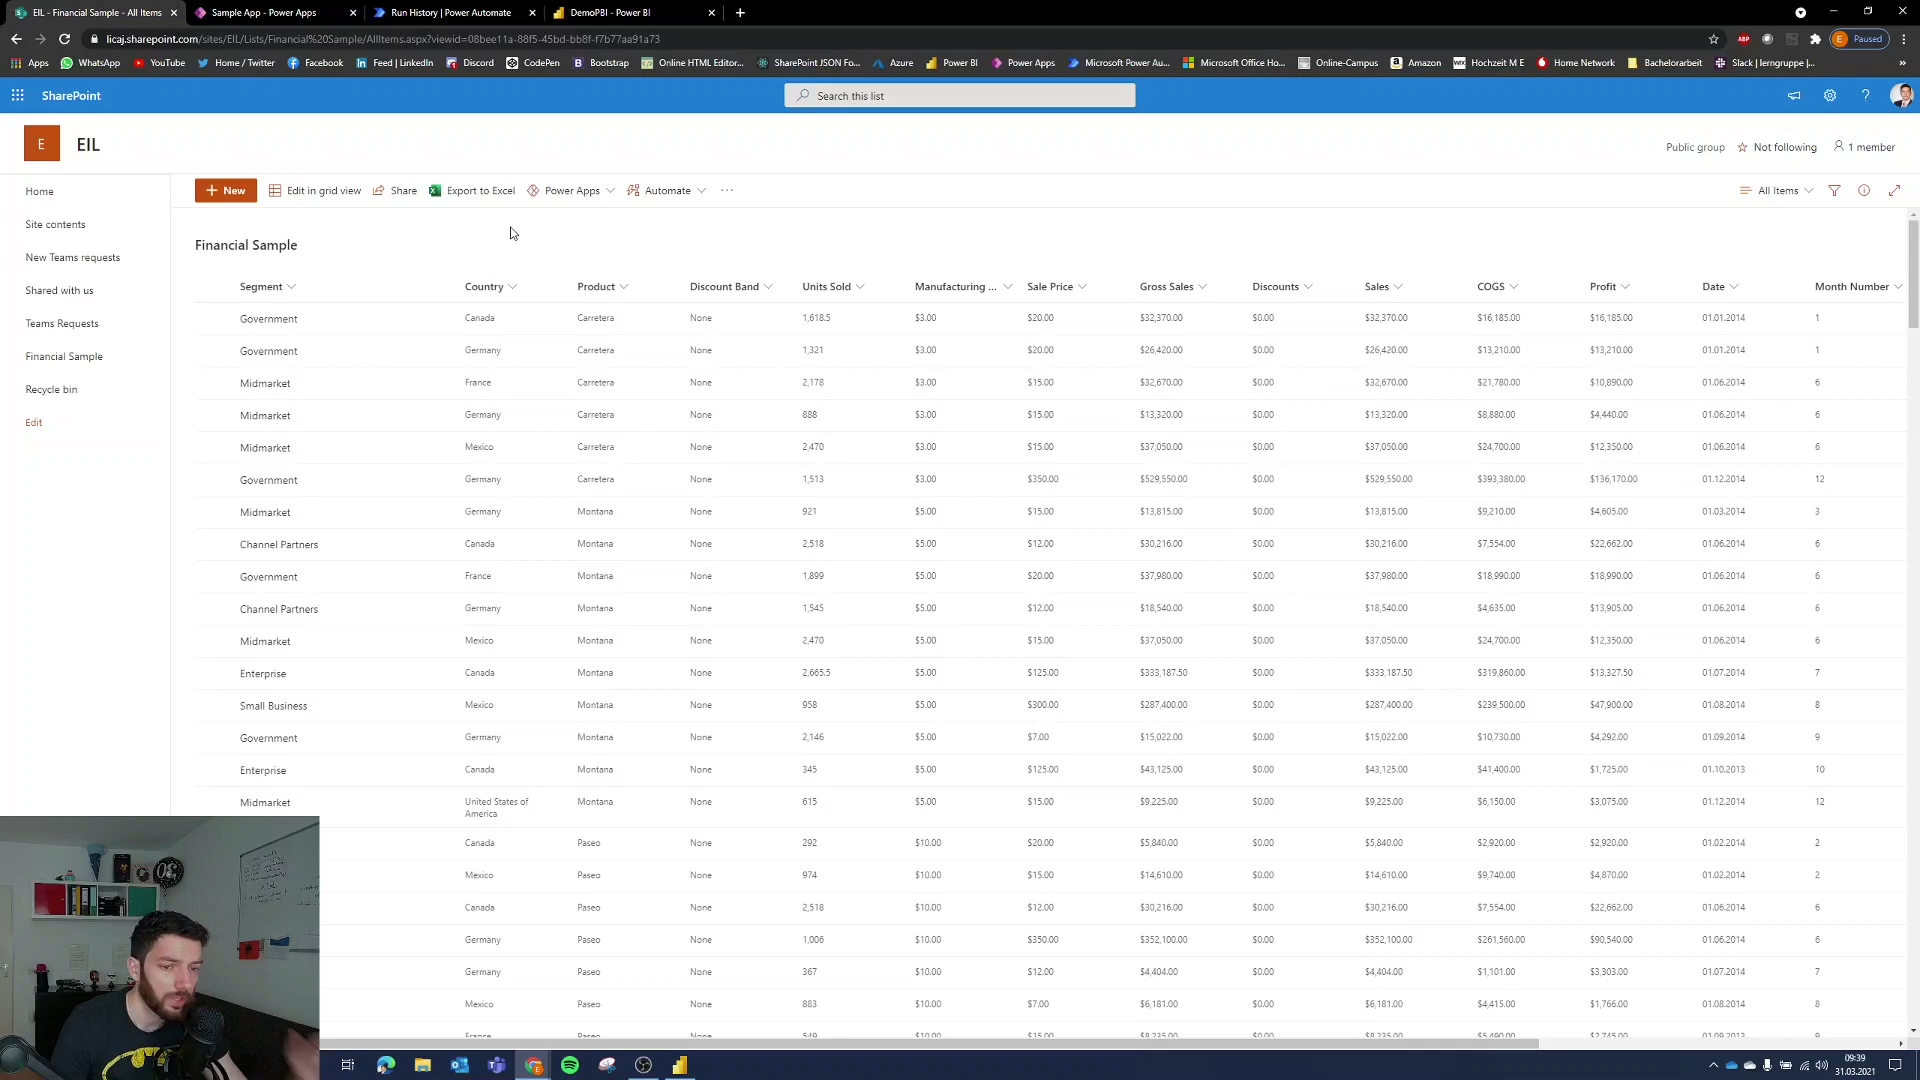 EIL - Financial Sample - All Items
Sample App - Power Apps
Run History | Power Automate
DemoPBI - Power BI
licaj.sharepoint.com/sites/EIL/Lists/Financial%20Sample/AllItems.aspx?viewid=08bee11a-88f5-45bd-bb8f-f7b77aa91a73
ABP
E Paused
Apps WhatsApp YouTube Home / Twitter Facebook Feed | LinkedIn Discord CodePen Bootstrap Online HTML Editor... SharePoint JSON Fo... Azure Power BI Power Apps Microsoft Power Au... Microsoft Office Ho... Online-Campus Amazon Hochzeit M E Home Network Bachelorarbeit Slack | lerngruppe |...
SharePoint
Search this list
E
EIL
Public group Not following 1 member
Home
Site contents
New Teams requests
Shared with us
Teams Requests
Financial Sample
Recycle bin
Edit
New Edit in grid view Share Export to Excel Power Apps Automate ... All Items
Financial Sample
Segment Country Product Discount Band Units Sold Manufacturing ... Sale Price Gross Sales Discounts Sales COGS Profit Date Month Number
Government Canada Carretera None 1,618.5 $3.00 $20.00 $32,370.00 $0.00 $32,370.00 $16,185.00 $16,185.00 01.01.2014 1
Government Germany Carretera None 1,321 $3.00 $20.00 $26,420.00 $0.00 $26,420.00 $13,210.00 $13,210.00 01.01.2014 1
Midmarket France Carretera None 2,178 $3.00 $15.00 $32,670.00 $0.00 $32,670.00 $21,780.00 $10,890.00 01.06.2014 6
Midmarket Germany Carretera None 888 $3.00 $15.00 $13,320.00 $0.00 $13,320.00 $8,880.00 $4,440.00 01.06.2014 6
Midmarket Mexico Carretera None 2,470 $3.00 $15.00 $37,050.00 $0.00 $37,050.00 $24,700.00 $12,350.00 01.06.2014 6
Government Germany Carretera None 1,513 $3.00 $350.00 $529,550.00 $0.00 $529,550.00 $393,380.00 $136,170.00 01.12.2014 12
Midmarket Germany Montana None 921 $5.00 $15.00 $13,815.00 $0.00 $13,815.00 $9,210.00 $4,605.00 01.03.2014 3
Channel Partners Canada Montana None 2,518 $5.00 $12.00 $30,216.00 $0.00 $30,216.00 $7,554.00 $22,662.00 01.06.2014 6
Government France Montana None 1,899 $5.00 $20.00 $37,980.00 $0.00 $37,980.00 $18,990.00 $18,990.00 01.06.2014 6
Channel Partners Germany Montana None 1,545 $5.00 $12.00 $18,540.00 $0.00 $18,540.00 $4,635.00 $13,905.00 01.06.2014 6
Midmarket Mexico Montana None 2,470 $5.00 $15.00 $37,050.00 $0.00 $37,050.00 $24,700.00 $12,350.00 01.06.2014 6
Enterprise Canada Montana None 2,665.5 $5.00 $125.00 $333,187.50 $0.00 $333,187.50 $319,860.00 $13,327.50 01.07.2014 7
Small Business Mexico Montana None 958 $5.00 $300.00 $287,400.00 $0.00 $287,400.00 $239,500.00 $47,900.00 01.08.2014 8
Government Germany Montana None 2,146 $5.00 $7.00 $15,022.00 $0.00 $15,022.00 $10,730.00 $4,292.00 01.09.2014 9
Enterprise Canada Montana None 345 $5.00 $125.00 $43,125.00 $0.00 $43,125.00 $41,400.00 $1,725.00 01.10.2013 10
Midmarket United States of Montana None 615 $5.00 $15.00 $9,225.00 $0.00 $9,225.00 $6,150.00 $3,075.00 01.12.2014 12
America
Canada Paseo None 292 $10.00 $20.00 $5,840.00 $0.00 $5,840.00 $2,920.00 $2,920.00 01.02.2014 2
Mexico Paseo None 974 $10.00 $15.00 $14,610.00 $0.00 $14,610.00 $9,740.00 $4,870.00 01.02.2014 2
Canada Paseo None 2,518 $10.00 $12.00 $30,216.00 $0.00 $30,216.00 $7,554.00 $22,662.00 01.06.2014 6
Germany Paseo None 1,006 $10.00 $350.00 $352,100.00 $0.00 $352,100.00 $261,560.00 $90,540.00 01.06.2014 6
Germany Paseo None 367 $10.00 $12.00 $4,404.00 $0.00 $4,404.00 $1,101.00 $3,303.00 01.07.2014 7
Mexico Paseo None 883 $10.00 $7.00 $6,181.00 $0.00 $6,181.00 $4,415.00 $1,766.00 01.08.2014 8
France Paseo None 549 $10.00 $15.00 $8,235.00 $0.00 $8,235.00 $5,490.00 $2,745.00 01.09.2013 9
09:39
31.03.2021